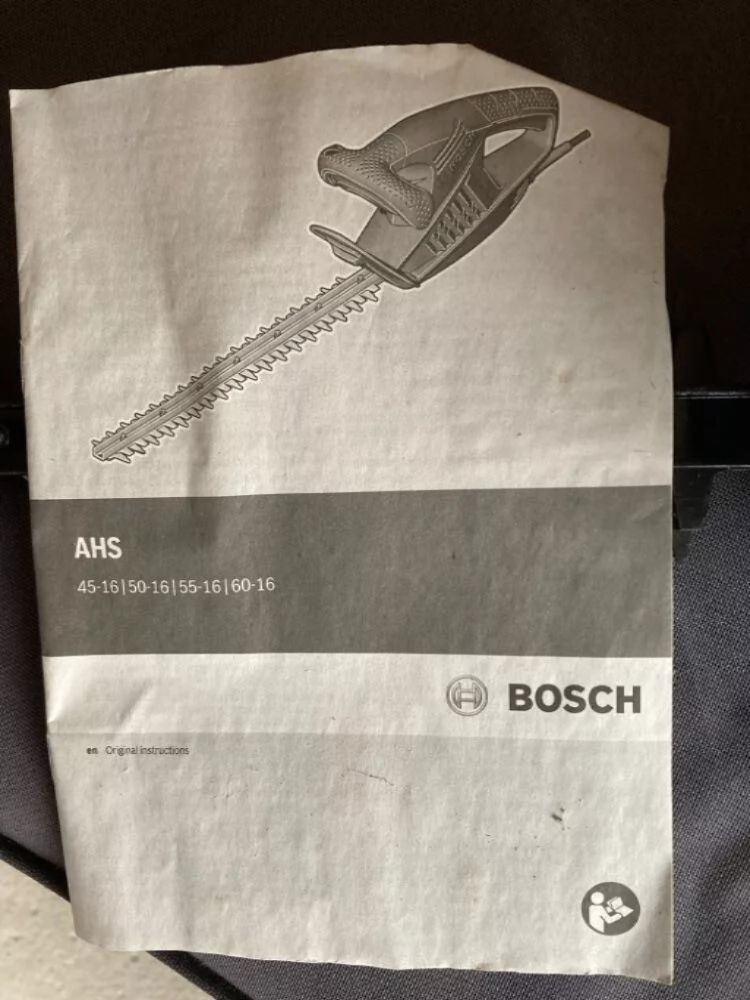 AHS
45-16|50-16|55-16|60-16
BOSCH
en Original instructions